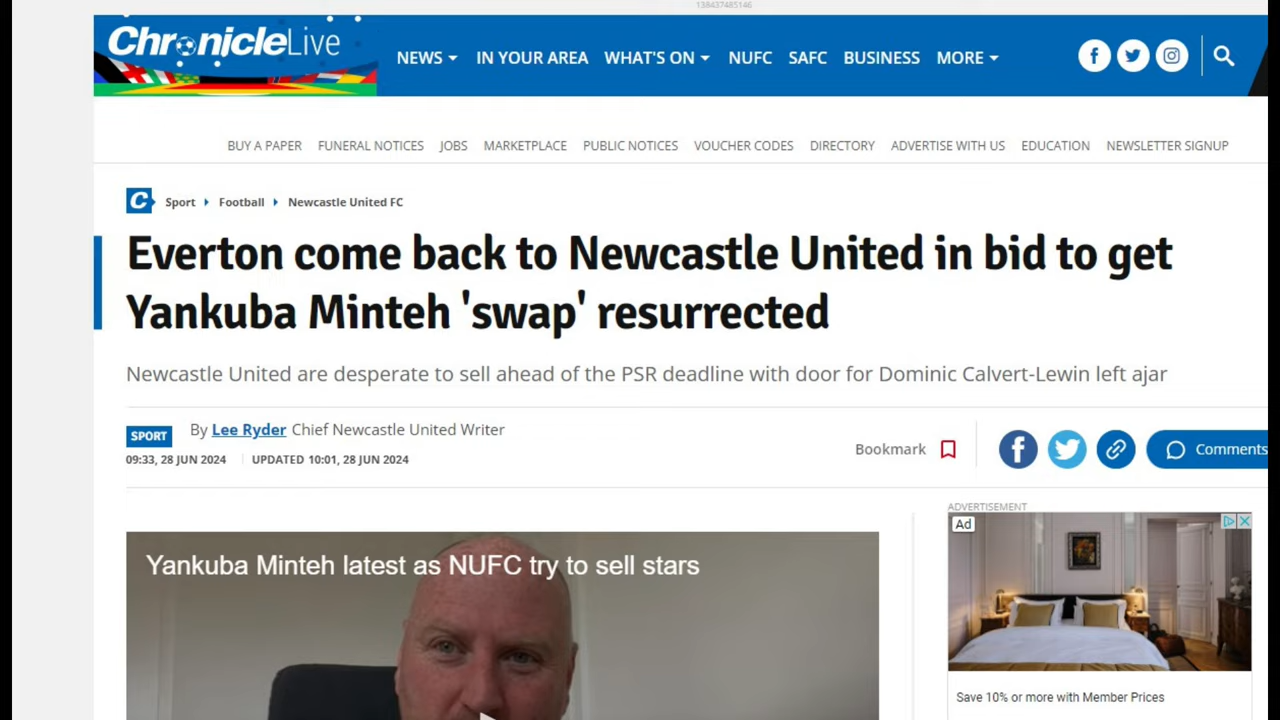 138437485146
ChronicleLive
NEWS IN YOUR AREA WHAT'S ON NUFC SAFC BUSINESS MORE
BUY A PAPER FUNERAL NOTICES JOBS MARKETPLACE PUBLIC NOTICES VOUCHER CODES DIRECTORY ADVERTISE WITH US EDUCATION NEWSLETTER SIGNUP
C Sport Football Newcastle United FC
Everton come back to Newcastle United in bid to get
Yankuba Minteh 'swap' resurrected
Newcastle United are desperate to sell ahead of the PSR deadline with door for Dominic Calvert-Lewin left ajar
SPORT By Lee Ryder Chief Newcastle United Writer
09:33, 28 JUN 2024 UPDATED 10:01, 28 JUN 2024
Bookmark Comments
ADVERTISEMENT
Ad
Yankuba Minteh latest as NUFC try to sell stars
Save 10% or more with Member Prices